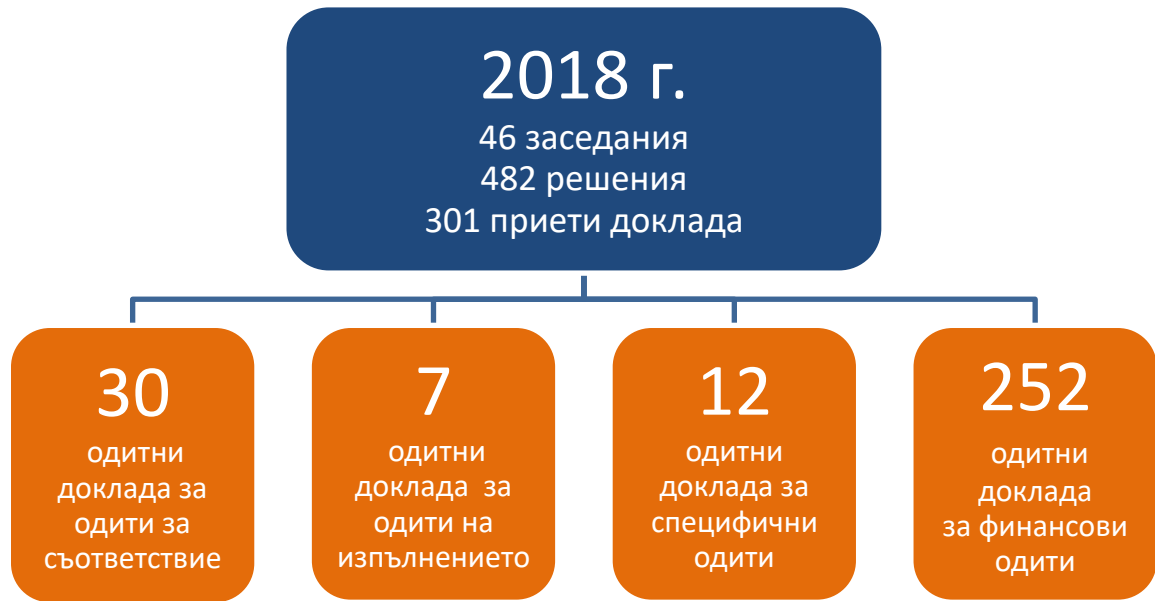 2018 г.
46 заседания
482 решения
301 приети доклада
30
одитни
доклада за
одити за
съответствие
7
одитни
доклада за
одити на
изпълнението
12
одитни
доклада за
специфични
одити
252
одитни
доклада
за финансови
одити